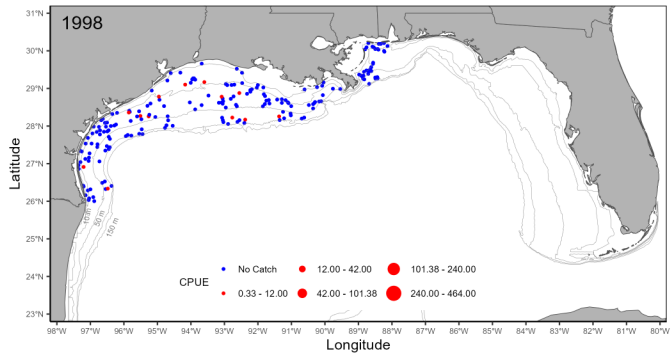 1998
31°N
30°N
29°N
28°N
27°N
26°N
25°N
24°N
23°N
Latitude
10 m
50 m
150 m
CPUE
No Catch
12.00 - 42.00
101.38 - 240.00
0.33 - 12.00
42.00 - 101.38
240.00 - 464.00
98°W 97°W 96°W 95°W 94°W 93°W 92°W 91°W 90°W 89°W 88°W 87°W 86°W 85°W 84°W 83°W 82°W 81°W 80°W
Longitude